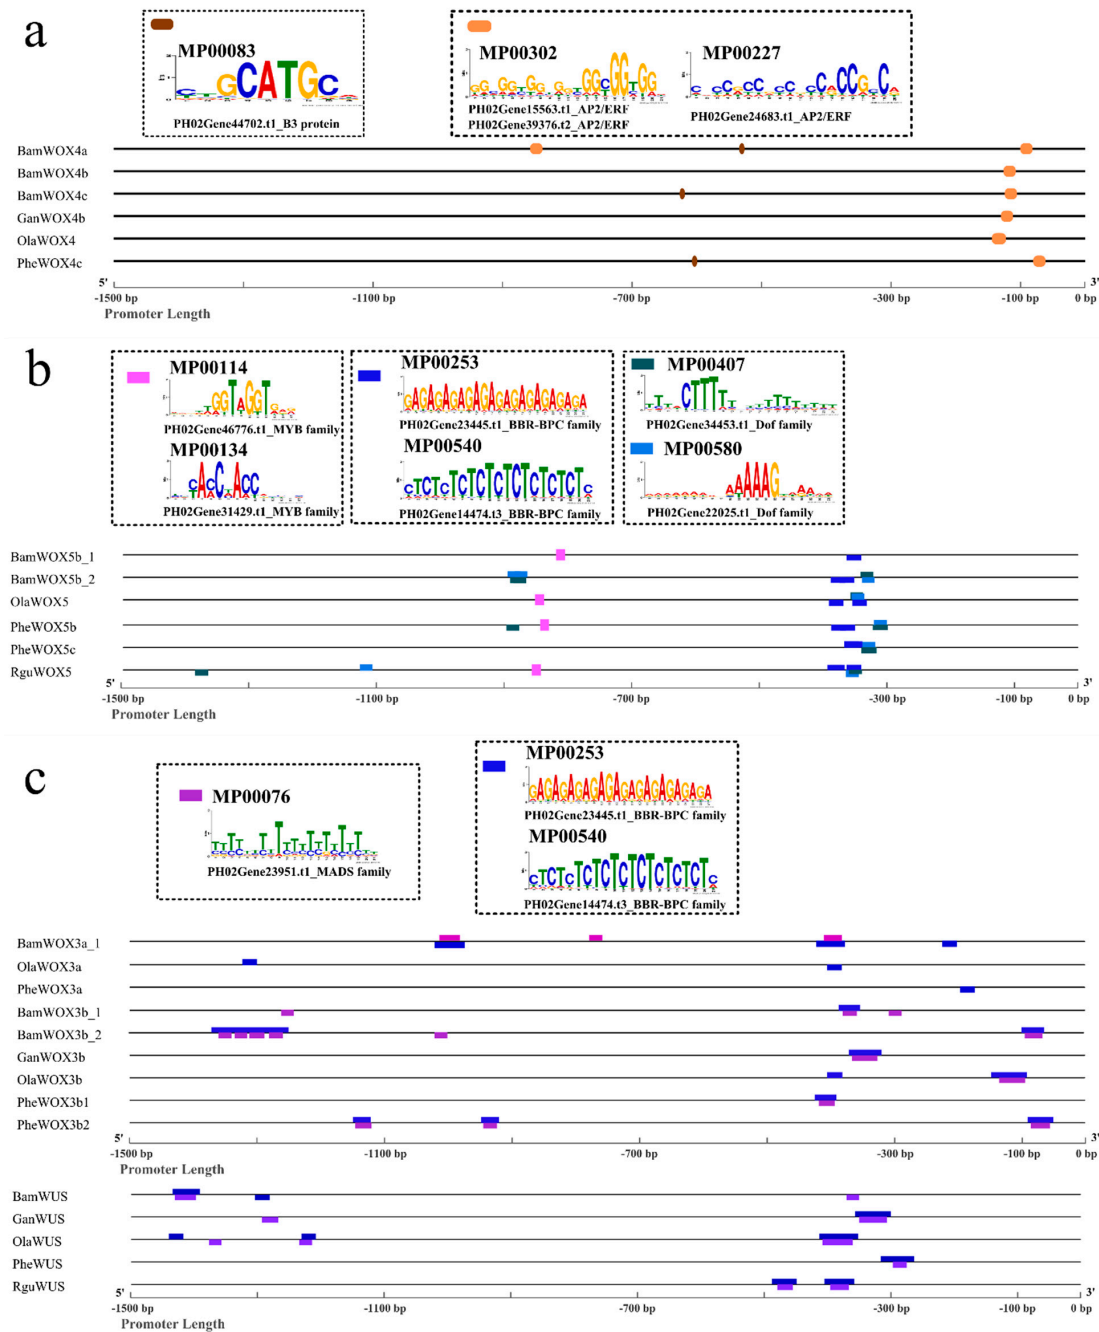 a
MP00083
PH02Gene44702.t1_B3 protein
MP00302
PH02Gene15563.t1_AP2/ERF
PH02Gene39376.t2_AP2/ERF
MP00227
PH02Gene24683.t1_AP2/ERF
BamWOX4a
BamWOX4b
BamWOX4c
GanWOX4b
OlaWOX4
PheWOX4c
5' 3'
-1500 bp -1100 bp -700 bp -300 bp -100 bp 0 bp
Promoter Length
b
MP00114
PH02Gene46776.t1_MYB family
MP00134
PH02Gene31429.t1_MYB family
MP00253
GAGAGAGAGAGAGAGAGAGAGAGA
PH02Gene23445.t1_BBR-BPC family
MP00540
CTCTCTCTCTCTCTCTCTCTCTC
PH02Gene14474.t3_BBR-BPC family
MP00407
PH02Gene34453.t1_Dof family
MP00580
PH02Gene22025.t1_Dof family
BamWOX5b_1
BamWOX5b_2
OlaWOX5
PheWOX5b
PheWOX5c
RguWOX5
5' 3'
-1500 bp -1100 bp -700 bp -300 bp -100 bp 0 bp
Promoter Length
c
MP00076
PH02Gene23951.t1_MADS family
MP00253
PH02Gene23445.t1_BBR-BPC family
MP00540
PH02Gene14474.t3_BBR-BPC family
BamWOX3a_1
OlaWOX3a
PheWOX3a
BamWOX3b_1
BamWOX3b_2
GanWOX3b
OlaWOX3b
PheWOX3b1
PheWOX3b2
5' 3'
-1500 bp -1100 bp -700 bp -300 bp -100 bp 0 bp
Promoter Length
BamWUS
GanWUS
OlaWUS
PheWUS
RguWUS
5' 3'
-1500 bp -1100 bp -700 bp -300 bp -100 bp 0 bp
Promoter Length